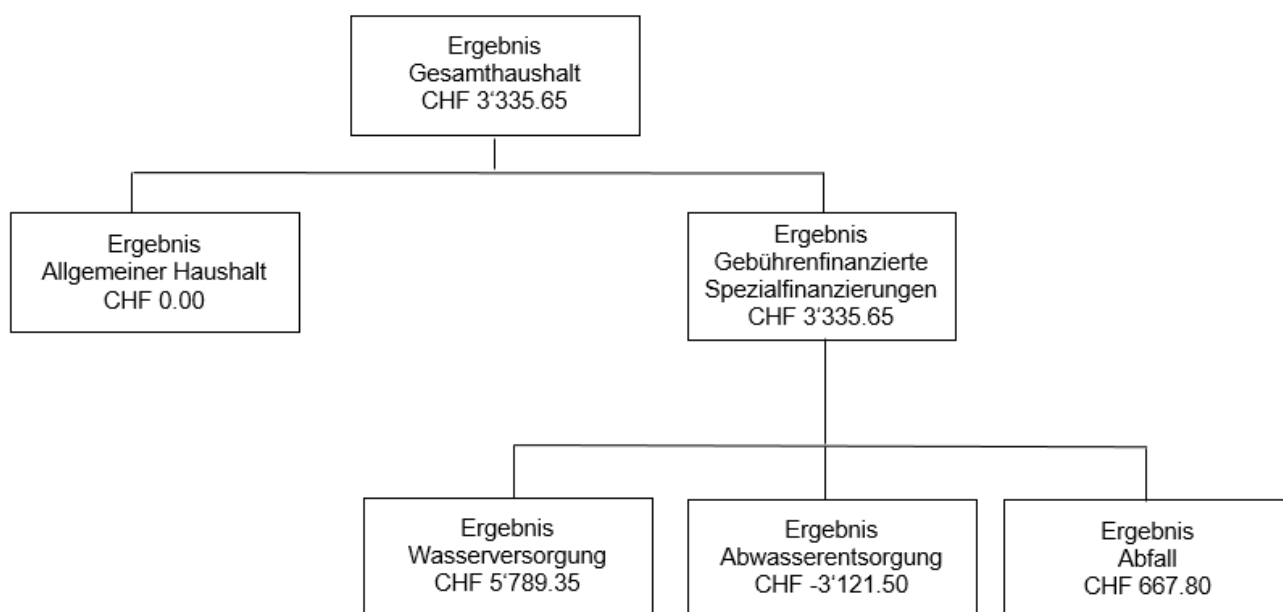 Ergebnis
Gesamthaushalt
CHF 3‘335.65
Ergebnis
Allgemeiner Haushalt
CHF 0.00
Ergebnis
Gebührenfinanzierte
Spezialfinanzierungen
CHF 3‘335.65
Ergebnis
Wasserversorgung
CHF 5‘789.35
Ergebnis
Abwasserentsorgung
CHF -3‘121.50
Ergebnis
Abfall
CHF 667.80